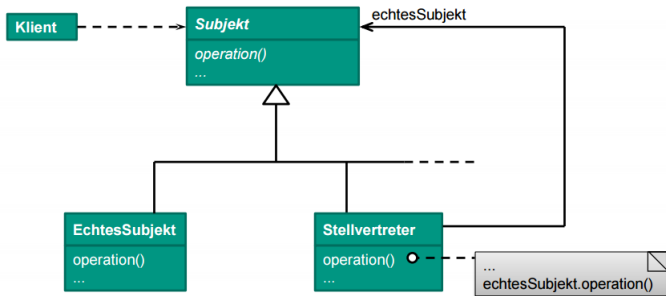 Klient
Subjekt
operation()
...
echtesSubjekt
EchtesSubjekt
operation()
...
Stellvertreter
operation()
...
...
echtesSubjekt.operation()